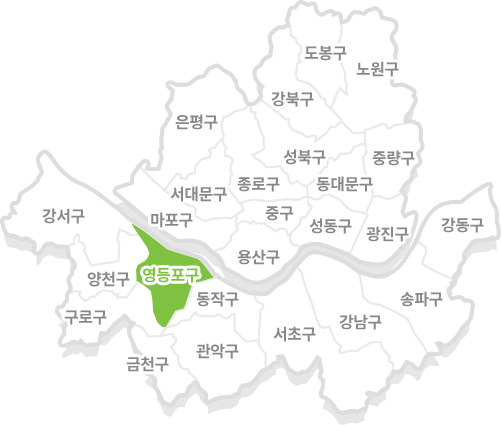 도봉구
노원구
강북구
은평구
성북구
중량구
서대문구
종로구
동대문구
마포구
중구
성동구
광진구
강동구
강서구
용산구
양천구
영등포구
동작구
송파구
구로구
강남구
서초구
관악구
금천구